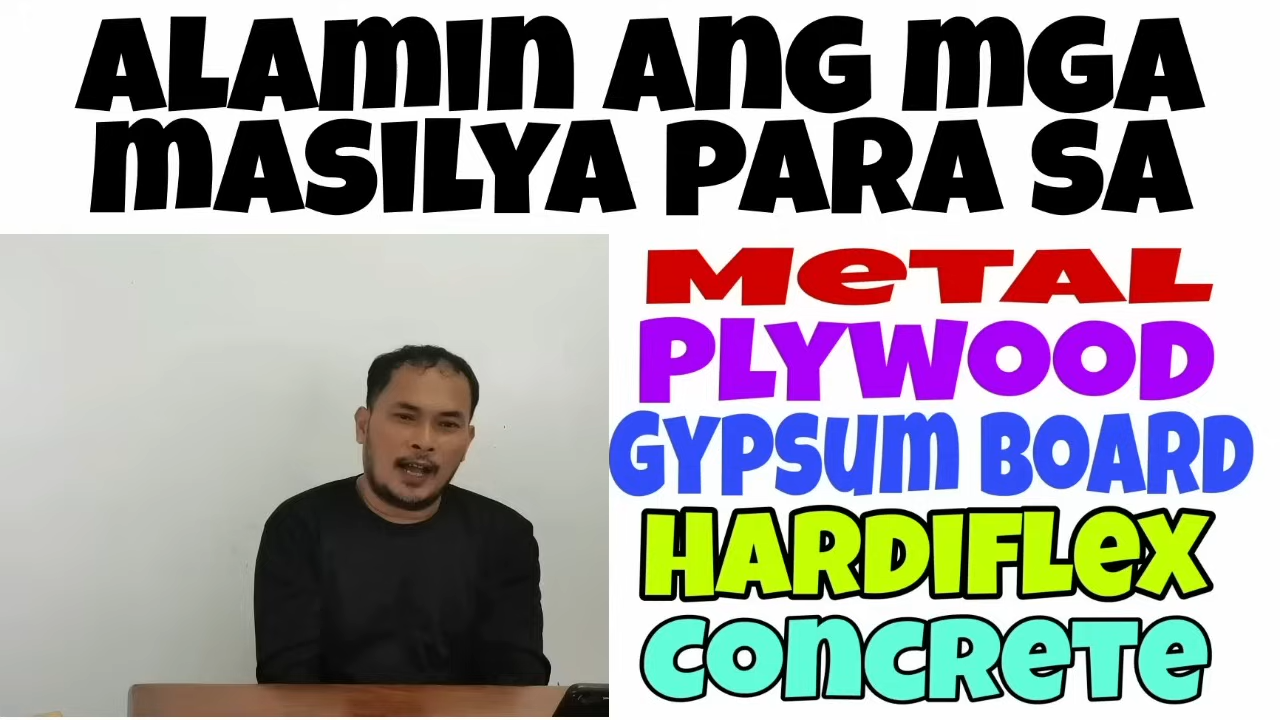 ALAMIN ANG MGA
MASILYA PARA SA
METAL
PLYWOOD
GYPSUM BOARD
HARDIFLEX
CONCRETE